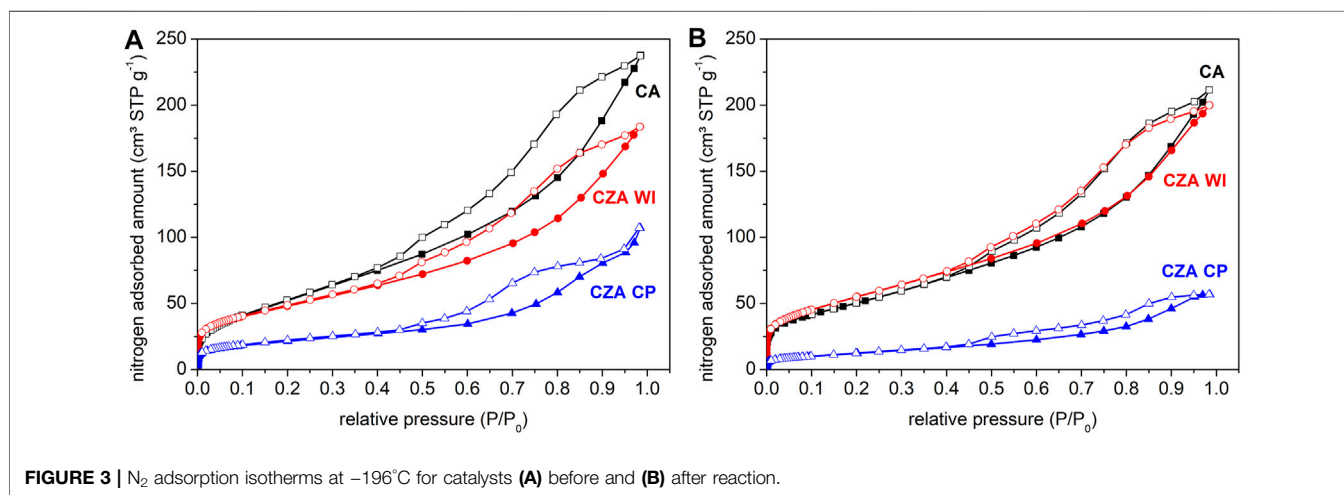 A
B
250
200
150
100
50
0
nitrogen adsorbed amount (cm³ STP g⁻¹)
CA
CZA WI
CZA CP
0.0 0.1 0.2 0.3 0.4 0.5 0.6 0.7 0.8 0.9 1.0
relative pressure (P/P₀)
250
200
150
100
50
0
nitrogen adsorbed amount (cm³ STP g⁻¹)
CA
CZA WI
CZA CP
0.0 0.1 0.2 0.3 0.4 0.5 0.6 0.7 0.8 0.9 1.0
relative pressure (P/P₀)
FIGURE 3 | N₂ adsorption isotherms at −196°C for catalysts (A) before and (B) after reaction.